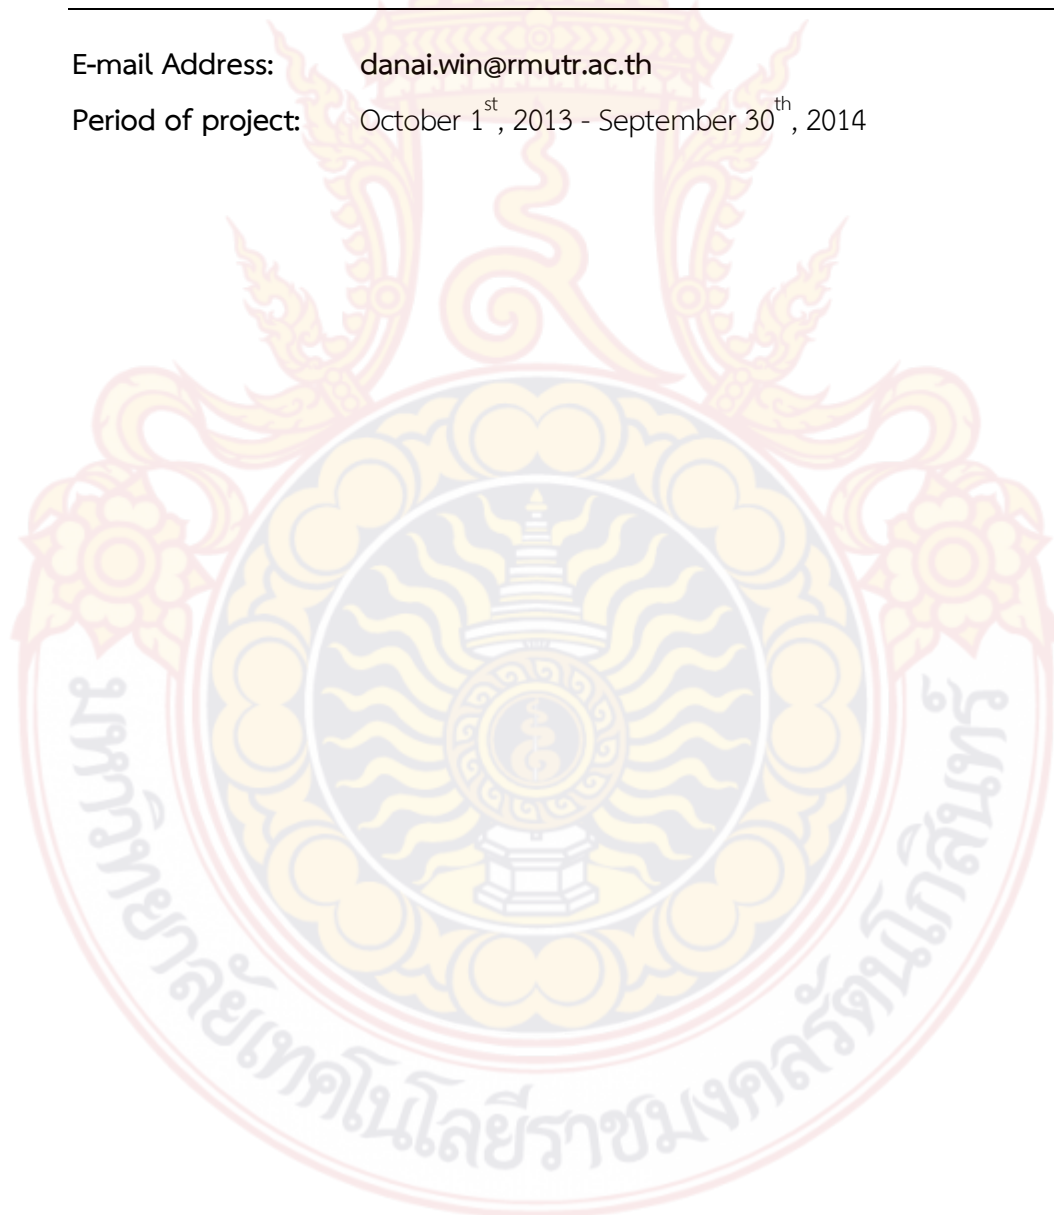 E-mail Address: danai.win@rmutr.ac.th
Period of project: October 1st, 2013 - September 30th, 2014
มหาวิทยาลัยเทคโนโลยีราชมงคลรัตนโกสินทร์